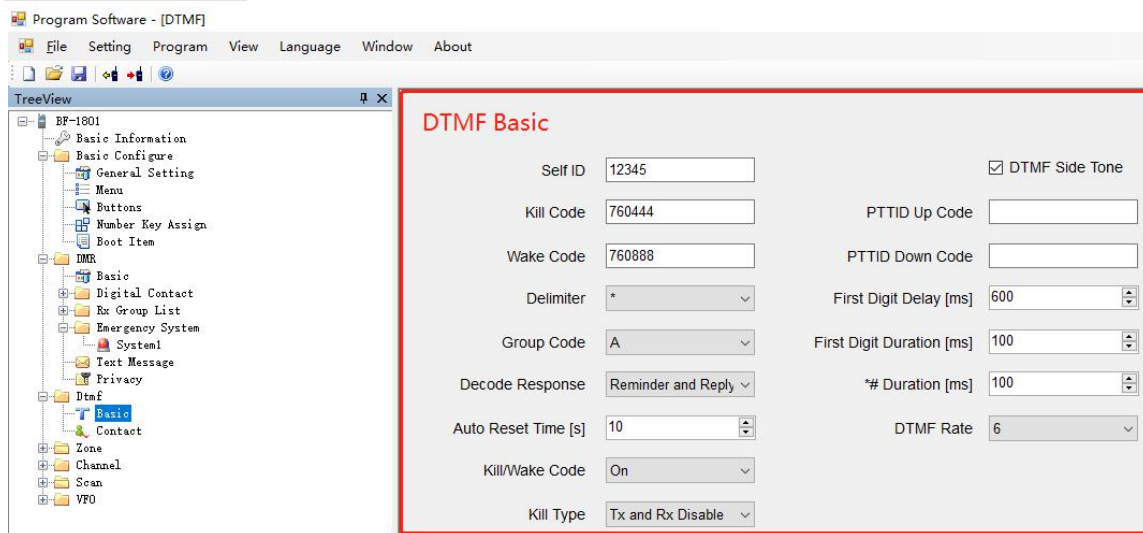 Program Software - [DTMF]
File Setting Program View Language Window About
TreeView
BF-1801
Basic Information
Basic Configure
General Setting
Menu
Buttons
Number Key Assign
Boot Item
DMR
Basic
Digital Contact
Rx Group List
Emergency System
System1
Text Message
Privacy
Dtmf
Basic
Contact
Zone
Channel
Scan
VFO
DTMF Basic
Self ID 12345
DTMF Side Tone
Kill Code 760444
PTTID Up Code
Wake Code 760888
PTTID Down Code
Delimiter *
First Digit Delay [ms] 600
Group Code A
First Digit Duration [ms] 100
Decode Response Reminder and Reply
*# Duration [ms] 100
Auto Reset Time [s] 10
DTMF Rate 6
Kill/Wake Code On
Kill Type Tx and Rx Disable